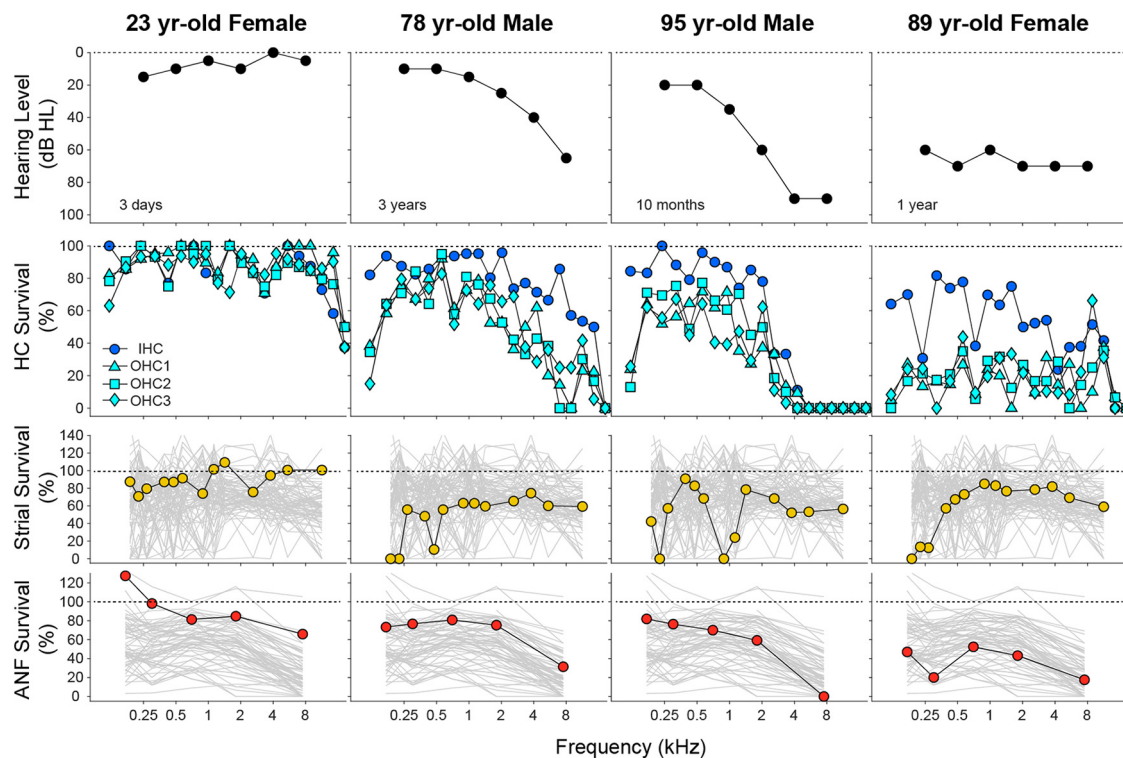 23 yr-old Female 78 yr-old Male 95 yr-old Male 89 yr-old Female
Hearing Level
(dB HL)
0
20
40
60
80
100
3 days 3 years 10 months 1 year
HC Survival
(%)
100
80
60
40
20
0
IHC
OHC1
OHC2
OHC3
Strial Survival
(%)
140
120
100
80
60
40
20
0
ANF Survival
(%)
120
100
80
60
40
20
0
0.25 0.5 1 2 4 8 0.25 0.5 1 2 4 8 0.25 0.5 1 2 4 8 0.25 0.5 1 2 4 8
Frequency (kHz)